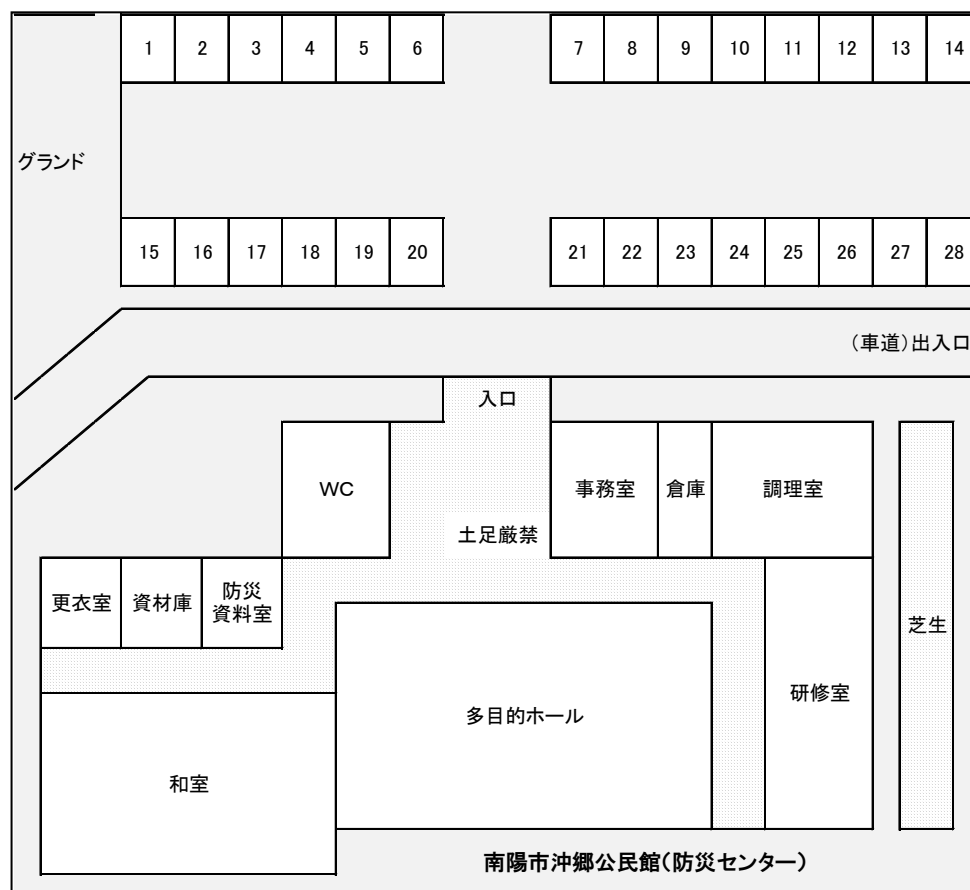 1 2 3 4 5 6 7 8 9 10 11 12 13 14
グランド
15 16 17 18 19 20 21 22 23 24 25 26 27 28
(車道)出入口
入口
WC 事務室 倉庫 調理室
土足厳禁
更衣室 資材庫 防災
資料室
芝生
研修室
多目的ホール
和室
南陽市沖郷公民館(防災センター)